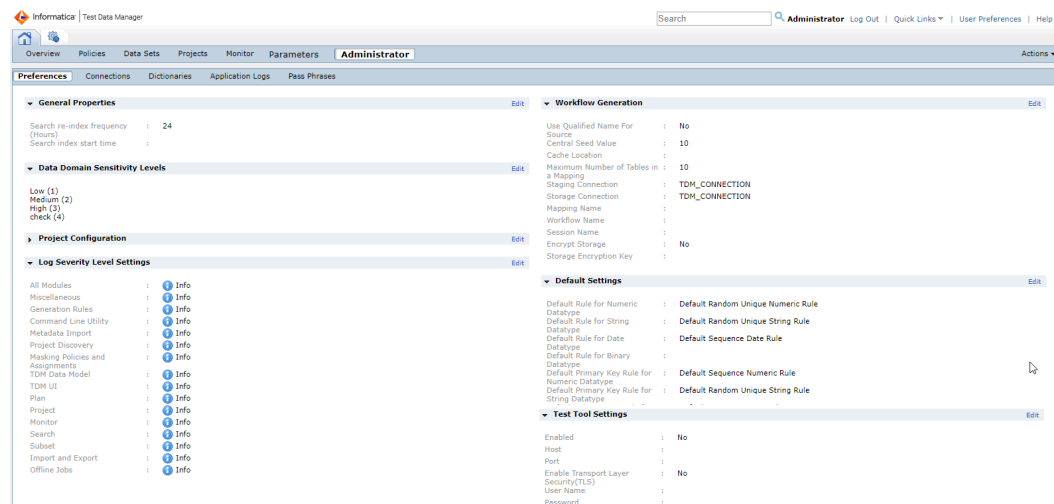 Informatica | Test Data Manager
Search
Administrator Log Out | Quick Links | User Preferences | Help
Overview Policies Data Sets Projects Monitor Parameters Administrator Actions
Preferences Connections Dictionaries Application Logs Pass Phrases
General Properties Edit
Search re-index frequency : 24
(Hours)
Search index start time :
Data Domain Sensitivity Levels Edit
Low (1)
Medium (2)
High (3)
check (4)
Project Configuration Edit
Log Severity Level Settings Edit
All Modules : Info
Miscellaneous : Info
Generation Rules : Info
Command Line Utility : Info
Metadata Import : Info
Project Discovery : Info
Masking Policies and : Info
Assignments
TDM Data Model : Info
TDM UI : Info
Plan : Info
Project : Info
Monitor : Info
Search : Info
Subset : Info
Import and Export : Info
Offline Jobs : Info
Workflow Generation Edit
Use Qualified Name For : No
Source
Central Seed Value : 10
Cache Location :
Maximum Number of Tables in : 10
a Mapping
Staging Connection : TDM_CONNECTION
Storage Connection : TDM_CONNECTION
Mapping Name :
Workflow Name :
Session Name :
Encrypt Storage : No
Storage Encryption Key :
Default Settings Edit
Default Rule for Numeric : Default Random Unique Numeric Rule
Datatype
Default Rule for String : Default Random Unique String Rule
Datatype
Default Rule for Date : Default Sequence Date Rule
Datatype
Default Rule for Binary :
Datatype
Default Primary Key Rule for : Default Sequence Numeric Rule
Numeric Datatype
Default Primary Key Rule for : Default Random Unique String Rule
String Datatype
Test Tool Settings Edit
Enabled : No
Host :
Port :
Enable Transport Layer : No
Security(TLS)
User Name :
Password :